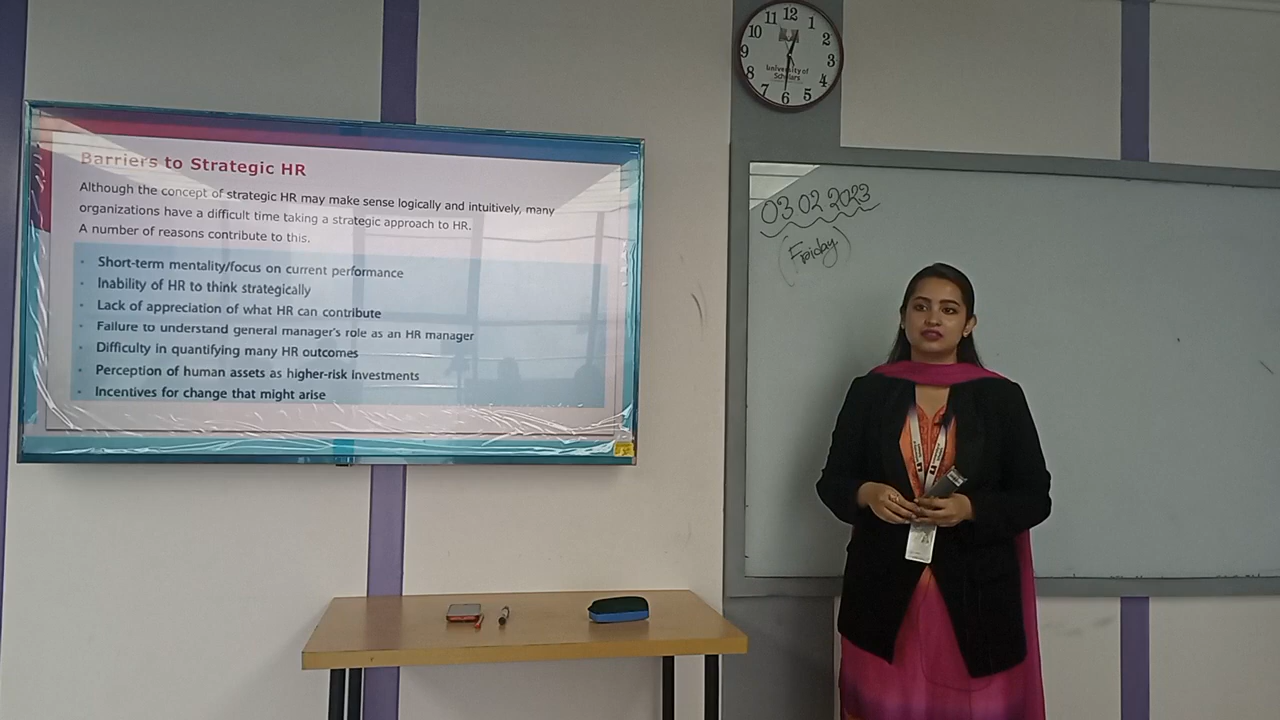 Barriers to Strategic HR
Although the concept of strategic HR may make sense logically and intuitively, many
organizations have a difficult time taking a strategic approach to HR.
A number of reasons contribute to this.
• Short-term mentality/focus on current performance
• Inability of HR to think strategically
• Lack of appreciation of what HR can contribute
• Failure to understand general manager's role as an HR manager
• Difficulty in quantifying many HR outcomes
• Perception of human assets as higher-risk investments
• Incentives for change that might arise
12
1
2
3
4
5
6
7
8
9
10
11
University of
Scholars
03 02 2023
(Friday)